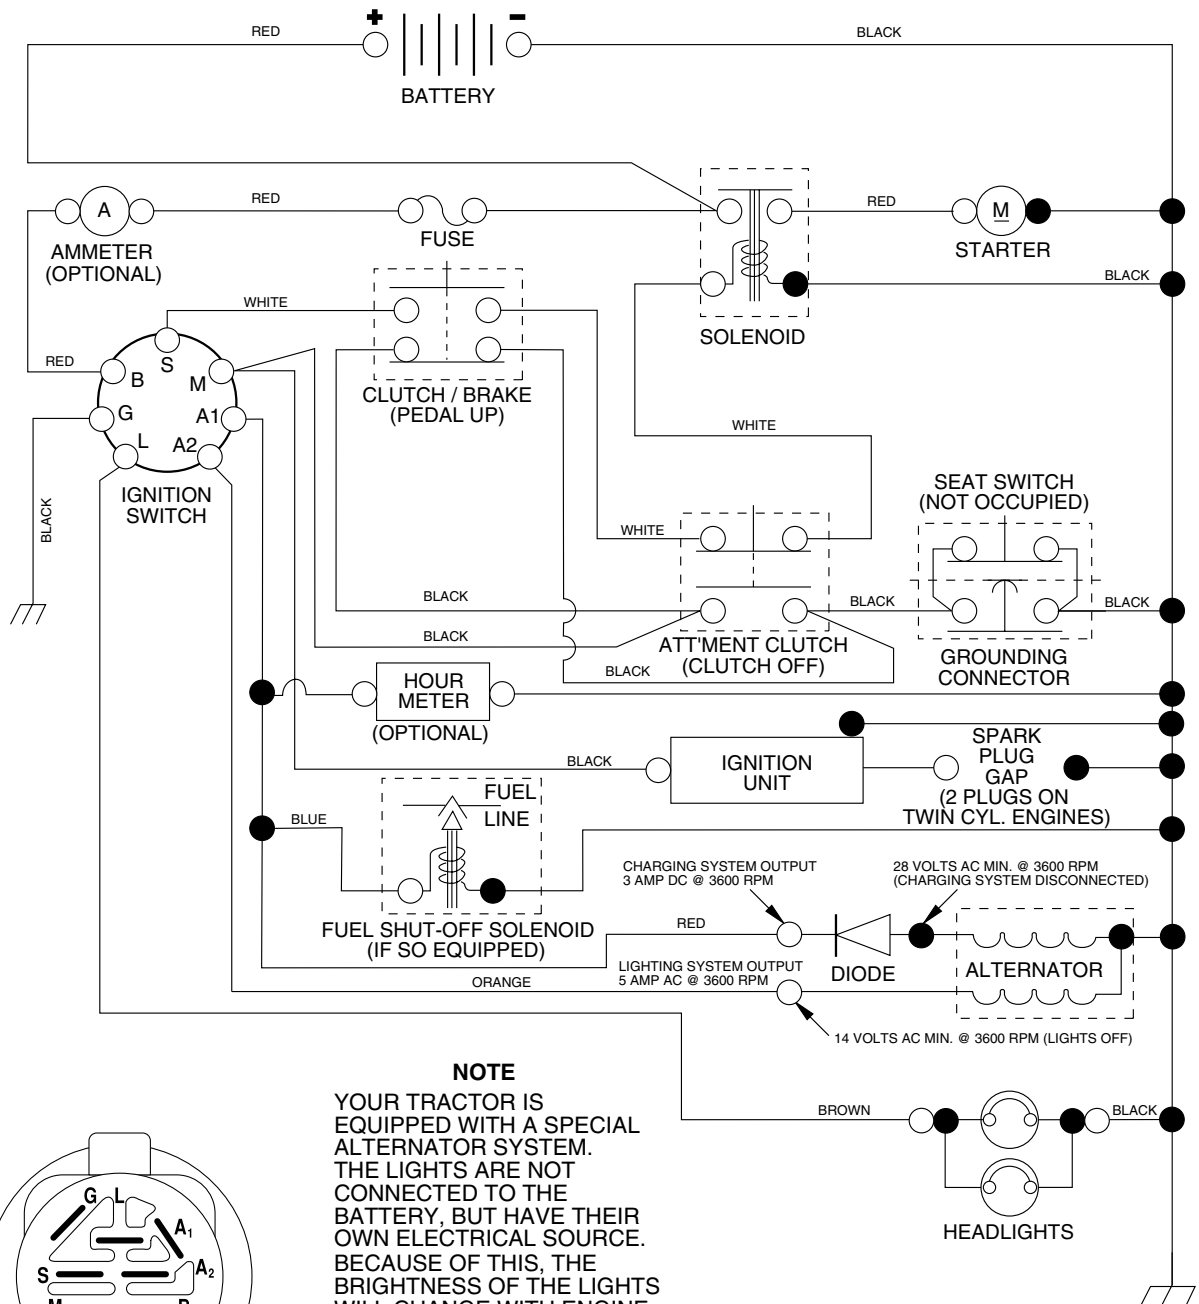 + -
RED
BLACK
BATTERY
A
RED
FUSE
RED
M
AMMETER
(OPTIONAL)
STARTER
BLACK
WHITE
SOLENOID
RED
S
B
M
G
A1
L
A2
CLUTCH / BRAKE
(PEDAL UP)
WHITE
IGNITION
SWITCH
BLACK
SEAT SWITCH
(NOT OCCUPIED)
WHITE
BLACK
BLACK
BLACK
BLACK
ATT'MENT CLUTCH
(CLUTCH OFF)
GROUNDING
CONNECTOR
BLACK
HOUR
METER
(OPTIONAL)
BLACK
IGNITION
UNIT
SPARK
PLUG
GAP
(2 PLUGS ON
TWIN CYL. ENGINES)
FUEL
LINE
BLUE
CHARGING SYSTEM OUTPUT
3 AMP DC @ 3600 RPM
28 VOLTS AC MIN. @ 3600 RPM
(CHARGING SYSTEM DISCONNECTED)
FUEL SHUT-OFF SOLENOID
(IF SO EQUIPPED)
RED
DIODE
ALTERNATOR
LIGHTING SYSTEM OUTPUT
5 AMP AC @ 3600 RPM
ORANGE
14 VOLTS AC MIN. @ 3600 RPM (LIGHTS OFF)
BROWN
BLACK
HEADLIGHTS
NOTE
YOUR TRACTOR IS
EQUIPPED WITH A SPECIAL
ALTERNATOR SYSTEM.
THE LIGHTS ARE NOT
CONNECTED TO THE
BATTERY, BUT HAVE THEIR
OWN ELECTRICAL SOURCE.
BECAUSE OF THIS, THE
BRIGHTNESS OF THE LIGHTS
WILL CHANGE WITH ENGINE
G L
A1
S
A2
M
B